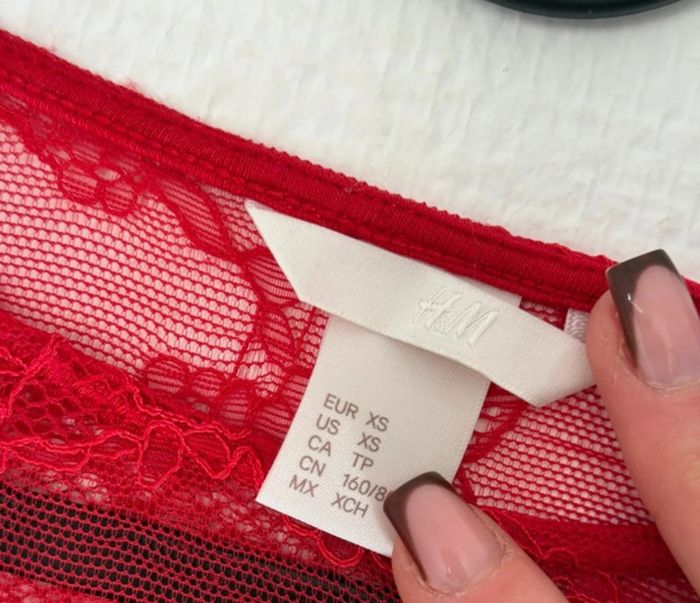 H&M
EUR XS
US XS
CA TP
CN 160/8
MX XCH